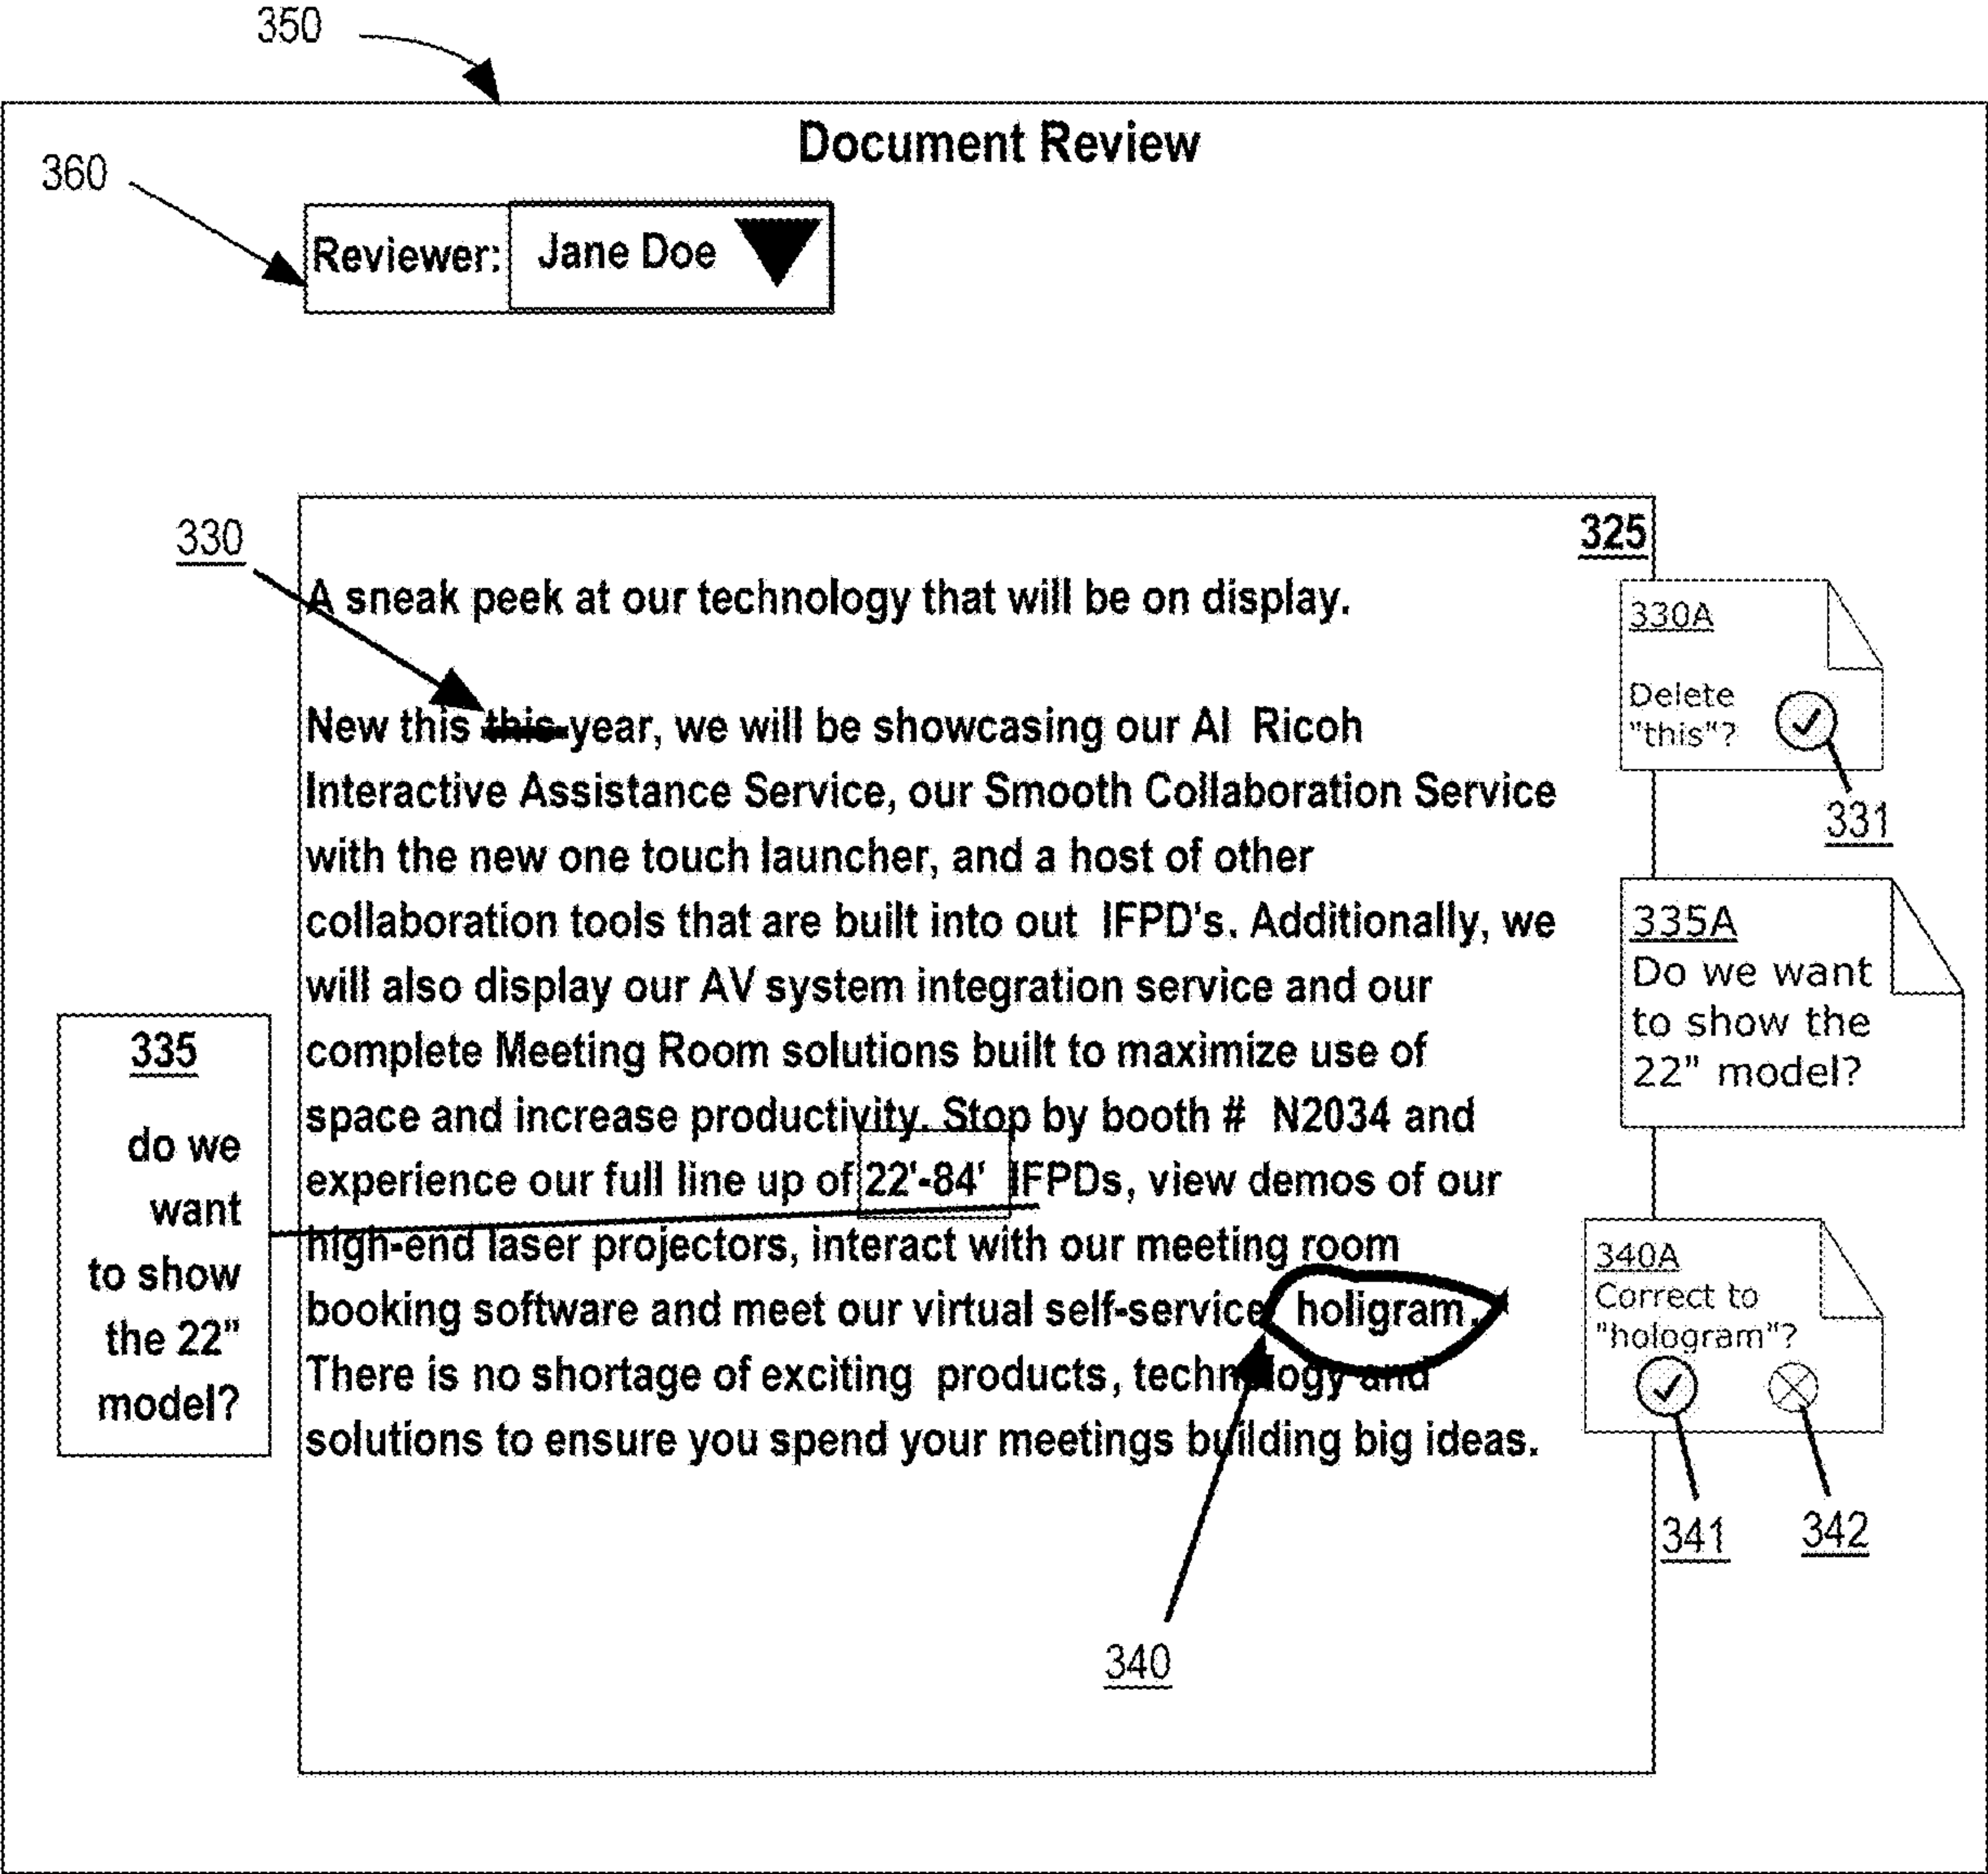 350
Document Review
360
Reviewer: Jane Doe
330
325
A sneak peek at our technology that will be on display.
New this this year, we will be showcasing our AI Ricoh
Interactive Assistance Service, our Smooth Collaboration Service
with the new one touch launcher, and a host of other
collaboration tools that are built into out IFPD's. Additionally, we
will also display our AV system integration service and our
complete Meeting Room solutions built to maximize use of
space and increase productivity. Stop by booth # N2034 and
experience our full line up of 22'-84' IFPDs, view demos of our
high-end laser projectors, interact with our meeting room
booking software and meet our virtual self-service holigram.
There is no shortage of exciting products, technology and
solutions to ensure you spend your meetings building big ideas.
335
do we
want
to show
the 22"
model?
330A
Delete
"this"?
331
335A
Do we want
to show the
22" model?
340A
Correct to
"hologram"?
341
342
340